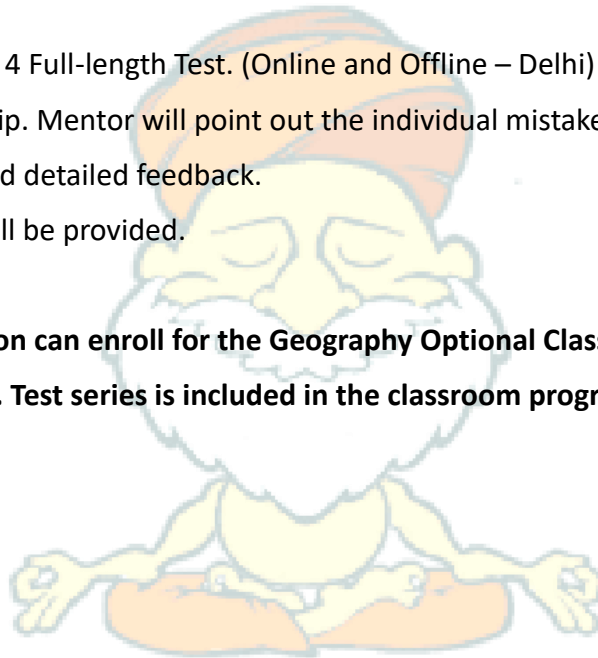 4 Full-length Test. (Online and Offline – Delhi)
ip. Mentor will point out the individual mistake
d detailed feedback.
ll be provided.
on can enroll for the Geography Optional Clas
. Test series is included in the classroom progr